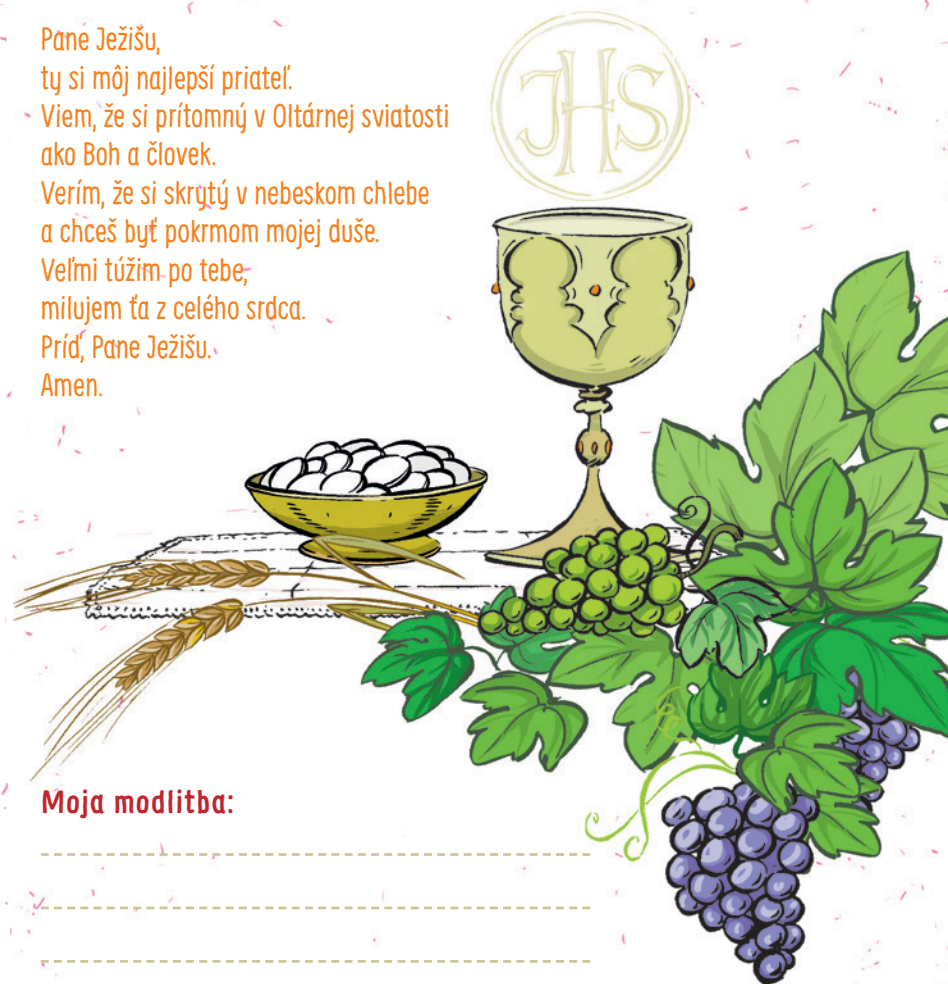 Pane Ježišu,
ty si môj najlepší priateľ.
Viem, že si prítomný v Oltárnej sviatosti
ako Boh a človek.
Verím, že si skrytý v nebeskom chlebe
a chceš byť pokrmom mojej duše.
Veľmi túžim po tebe,
milujem ťa z celého srdca.
Príď, Pane Ježišu.
Amen.
JHS
Moja modlitba: